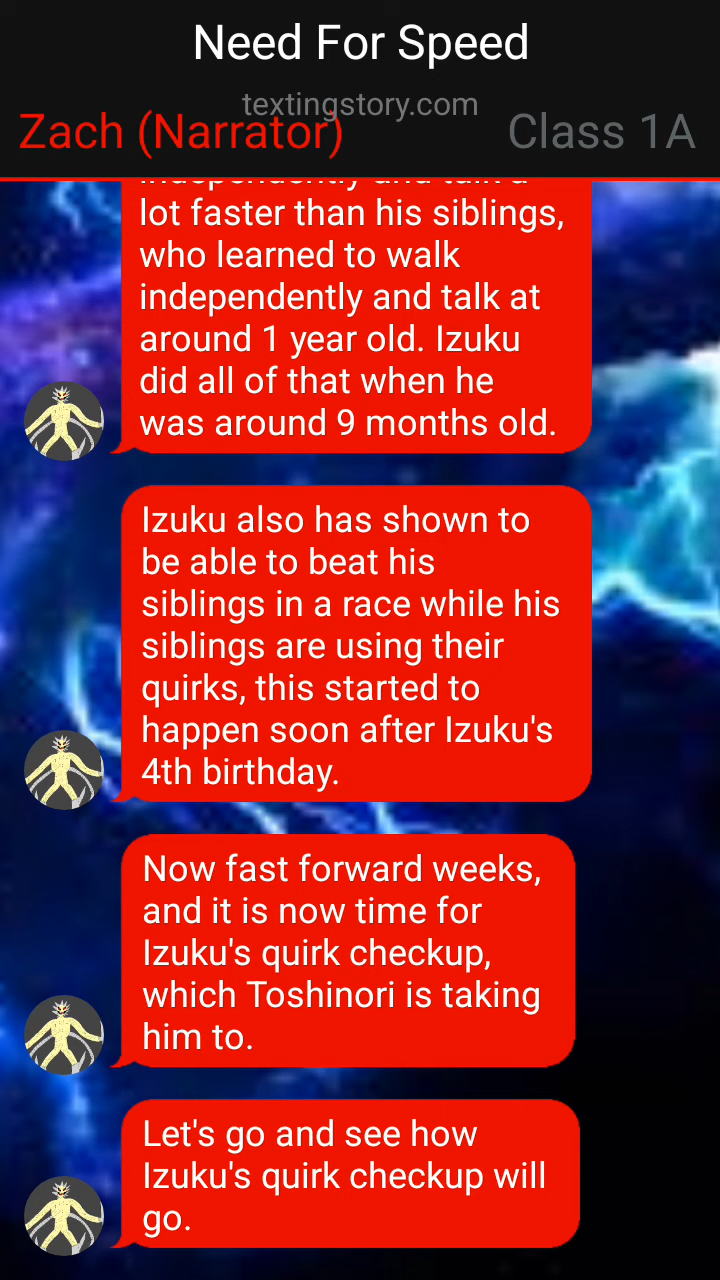 Need For Speed
textingstory.com
Zach (Narrator)
Class 1A
independently and talk a
lot faster than his siblings,
who learned to walk
independently and talk at
around 1 year old. Izuku
did all of that when he
was around 9 months old.
Izuku also has shown to
be able to beat his
siblings in a race while his
siblings are using their
quirks, this started to
happen soon after Izuku's
4th birthday.
Now fast forward weeks,
and it is now time for
Izuku's quirk checkup,
which Toshinori is taking
him to.
Let's go and see how
Izuku's quirk checkup will
go.